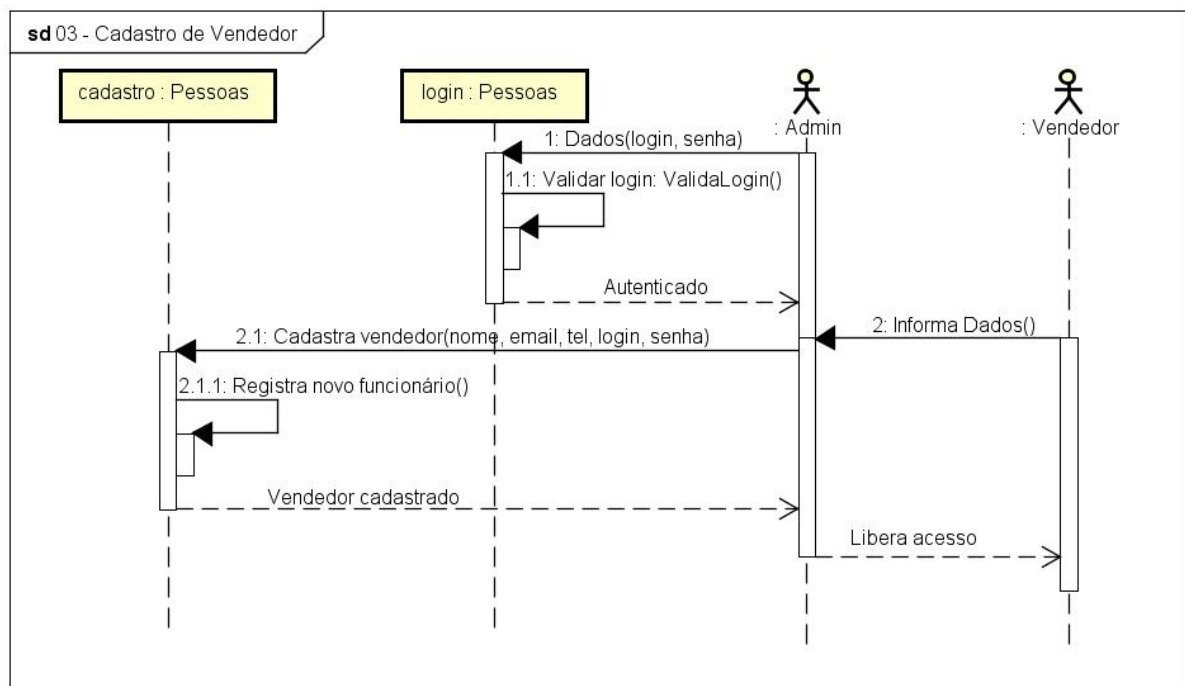 sd 03 - Cadastro de Vendedor
cadastro : Pessoas
login : Pessoas
: Admin
: Vendedor
1: Dados(login, senha)
1.1: Validar login: ValidaLogin()
Autenticado
2: Informa Dados()
2.1: Cadastra vendedor(nome, email, tel, login, senha)
2.1.1: Registra novo funcionário()
Vendedor cadastrado
Libera acesso